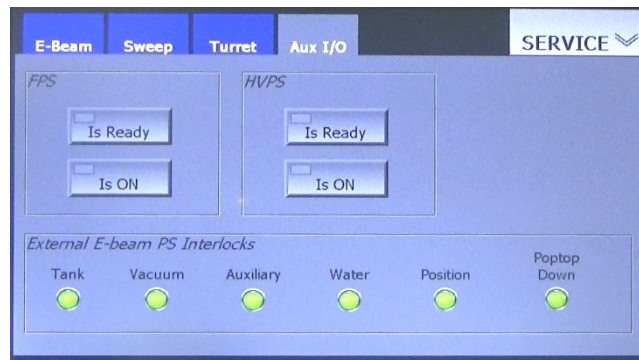 E-Beam Sweep Turret Aux I/O SERVICE
FPS HVPS
Is Ready Is Ready
Is ON Is ON
External E-beam PS Interlocks
Poptop
Tank Vacuum Auxiliary Water Position Down